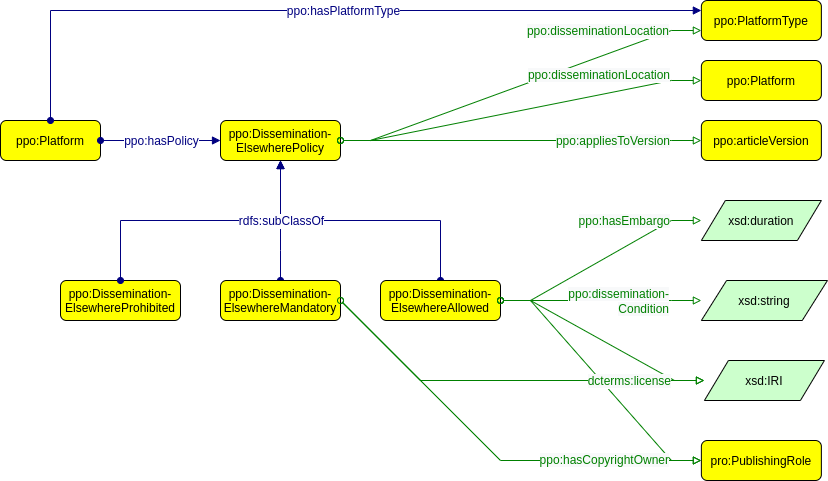 ppo:hasPlatformType
ppo:PlatformType
ppo:disseminationLocation
ppo:disseminationLocation
ppo:Platform
ppo:Platform
ppo:hasPolicy
ppo:Dissemination-
ElsewherePolicy
ppo:appliesToVersion
ppo:articleVersion
rdfs:subClassOf
ppo:hasEmbargo
xsd:duration
ppo:Dissemination-
ElsewhereProhibited
ppo:Dissemination-
ElsewhereMandatory
ppo:Dissemination-
ElsewhereAllowed
ppo:dissemination-
Condition
xsd:string
dcterms:license
xsd:IRI
ppo:hasCopyrightOwner
pro:PublishingRole